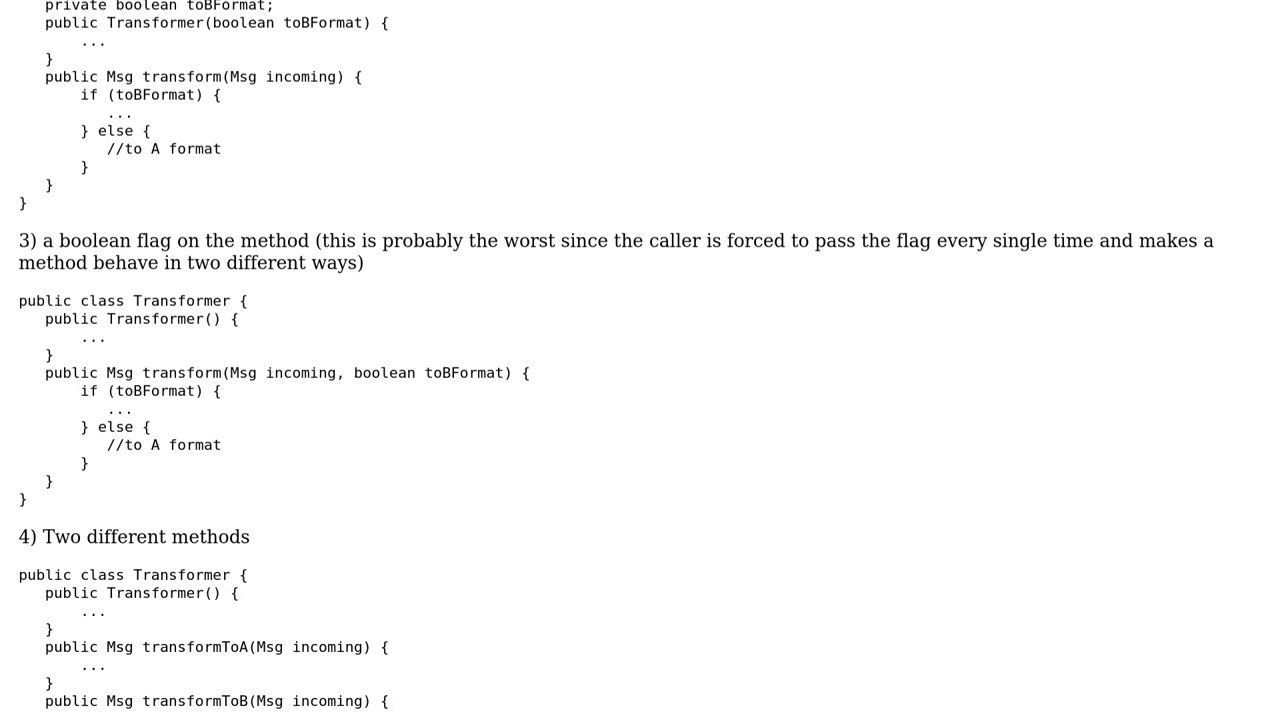 private boolean toBFormat;
   public Transformer(boolean toBFormat) {
       ...
   }
   public Msg transform(Msg incoming) {
       if (toBFormat) {
          ...
       } else {
          //to A format
       }
   }
}
3) a boolean flag on the method (this is probably the worst since the caller is forced to pass the flag every single time and makes a
method behave in two different ways)
public class Transformer {
   public Transformer() {
       ...
   }
   public Msg transform(Msg incoming, boolean toBFormat) {
       if (toBFormat) {
          ...
       } else {
          //to A format
       }
   }
}
4) Two different methods
public class Transformer {
   public Transformer() {
       ...
   }
   public Msg transformToA(Msg incoming) {
       ...
   }
   public Msg transformToB(Msg incoming) {